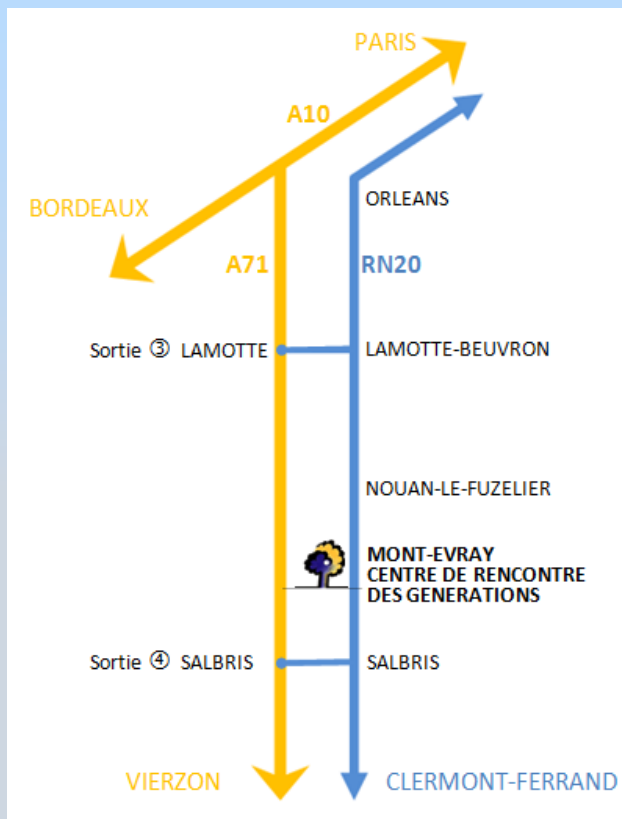 PARIS
A10
BORDEAUX
ORLEANS
A71
RN20
Sortie ③ LAMOTTE
LAMOTTE-BEUVRON
NOUAN-LE-FUZELIER
MONT-EVRAY
CENTRE DE RENCONTRE
DES GENERATIONS
Sortie ④ SALBRIS
SALBRIS
VIERZON
CLERMONT-FERRAND